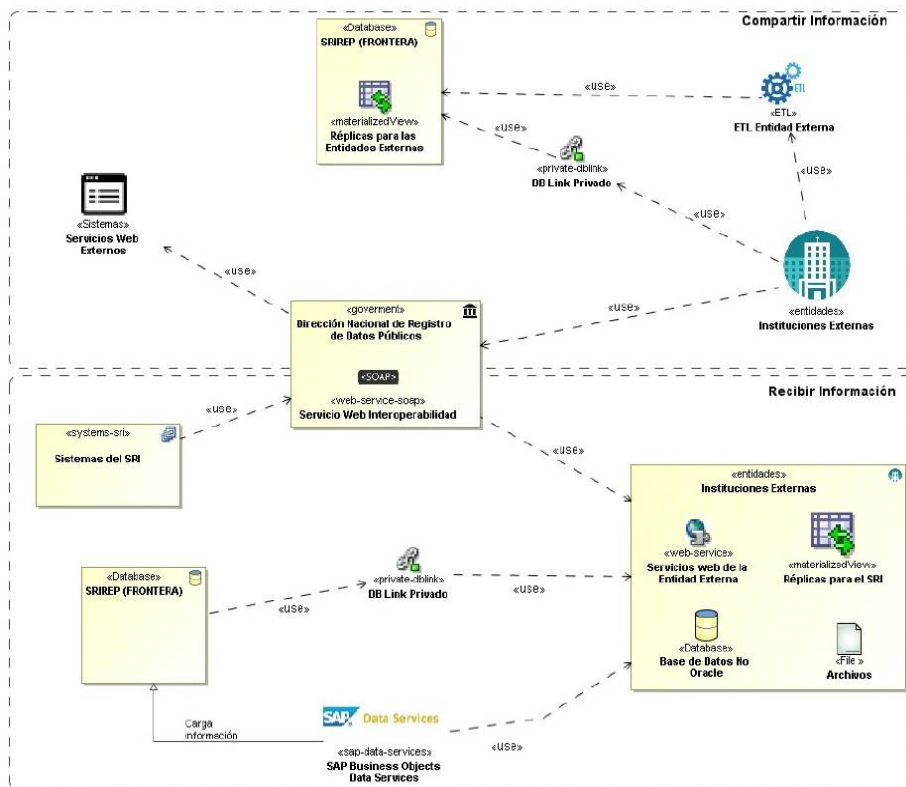 Compartir Información
«Database»
SRIREP (FRONTERA)
«materializedView»
Réplicas para las
Entidados Externas
«use»
ETL
«ETL»
ETL Entidad Externa
«use»
«private-dblink»
DB Link Privado
«use»
«use»
«Sistemas»
Servicios Web
Externos
«use»
«entidades»
Instituciones Externas
«use»
«goverment»
Dirección Nacional de Registro
de Datos Públicos
<SOAP>
«web-service-soap»
Servicio Web Interoperabilidad
Recibir Información
«use»
«systems-sri»
Sistemas del SRI
«use»
«entidades»
Instituciones Externas
«web-service»
Servicios web de la
Entidad Externa
«materializedView»
Réplicas para el SRI
«Database»
Base de Datos No
Oracle
«File »
Archivos
«Database»
SRIREP (FRONTERA)
«use»
«private-dblink»
DB Link Privado
«use»
Carga
información
SAP Data Services
«sap-data-services»
SAP Business Objects
Data Services
«use»